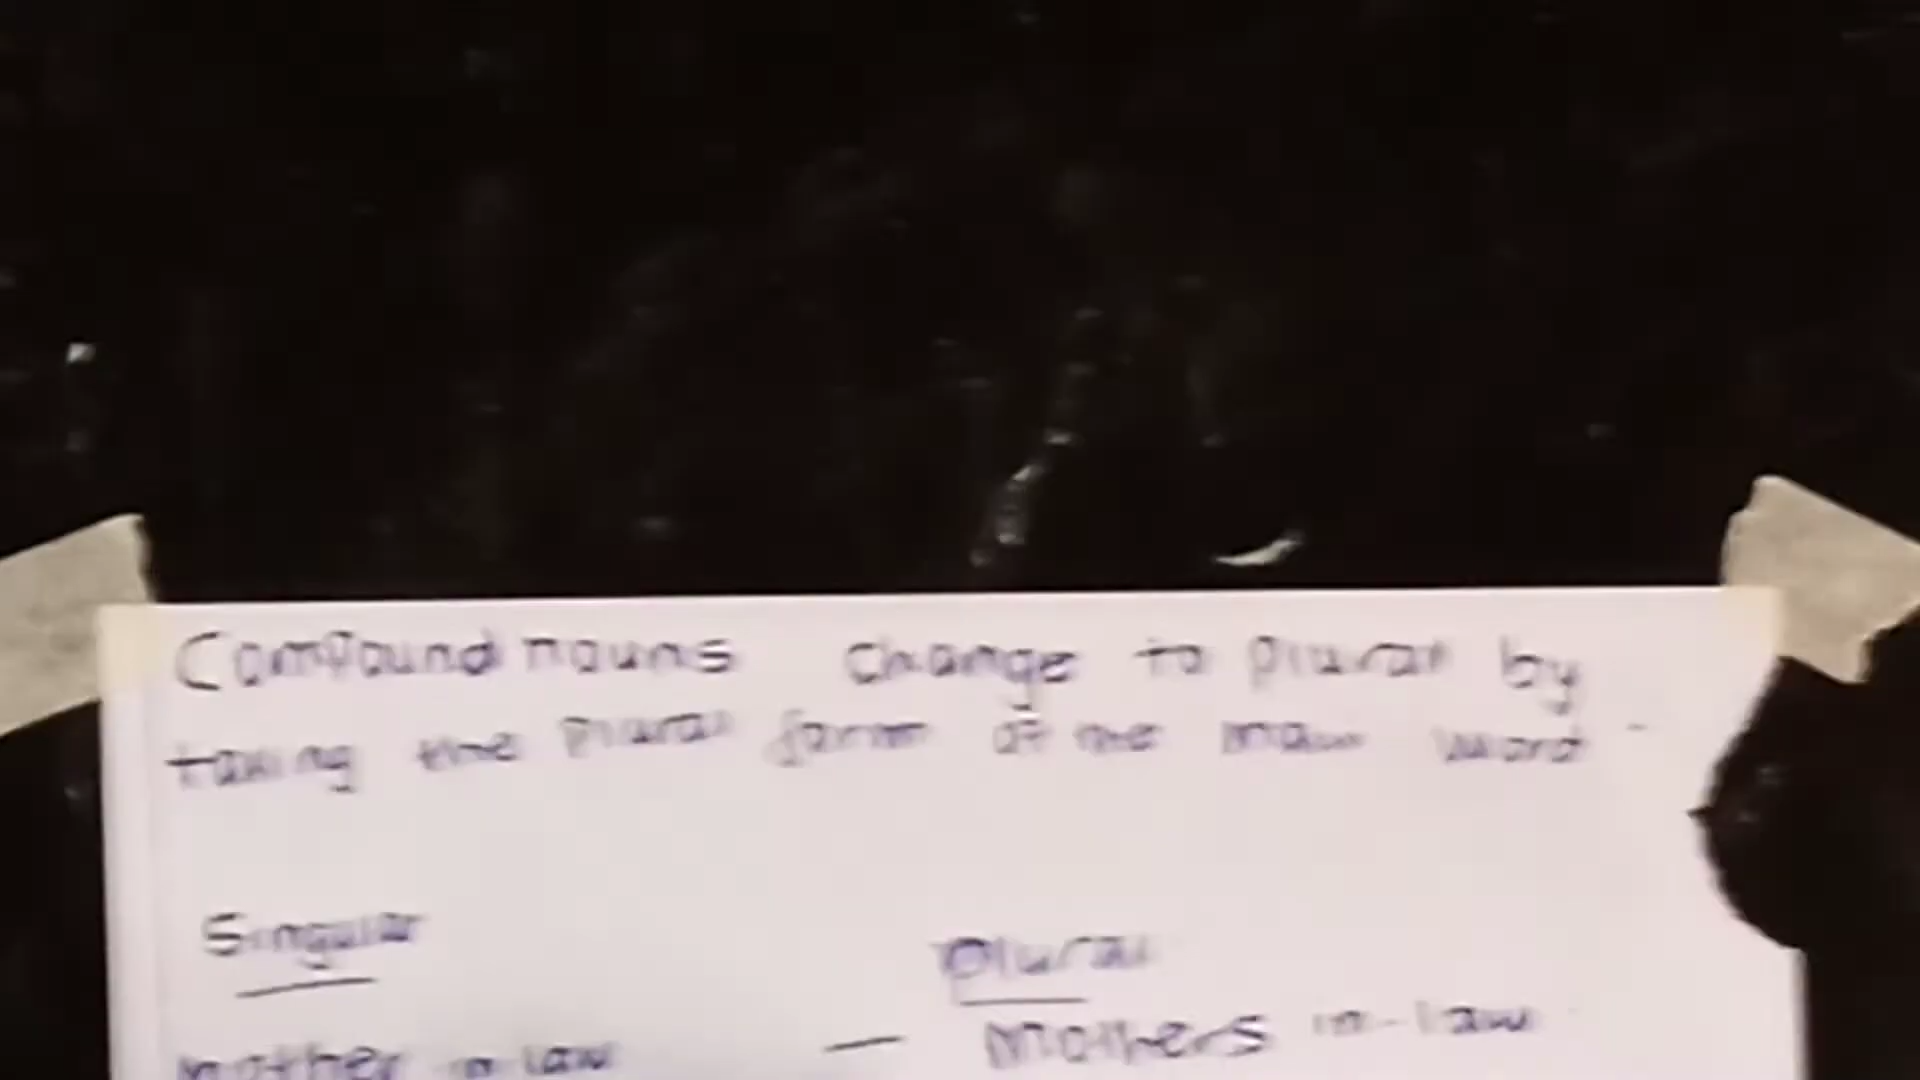 Compound nouns change to plural by
taking the plural form of the main word
Singular
Plural
mother in-law — Mothers in-law